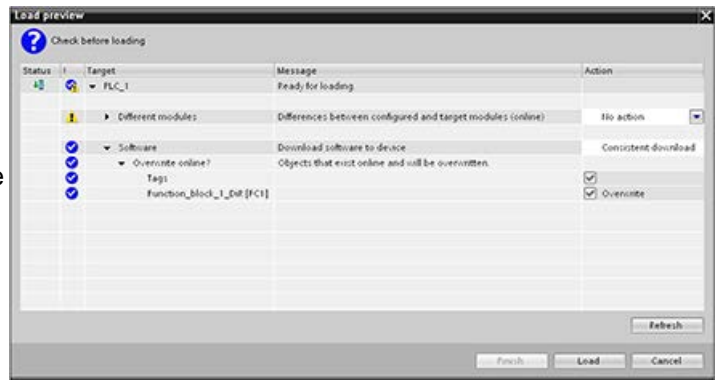 Load preview
Check before loading
Status ! Target Message Action
PLC_1 Ready for loading
Different modules Differences between configured and target modules (online) No action
Software Download software to device Consistent download
Overwrite online? Objects that exist online and will be overwritten.
Tags
Function_block_1_DB [FC1] Overwrite
e
Refresh
Finish Load Cancel